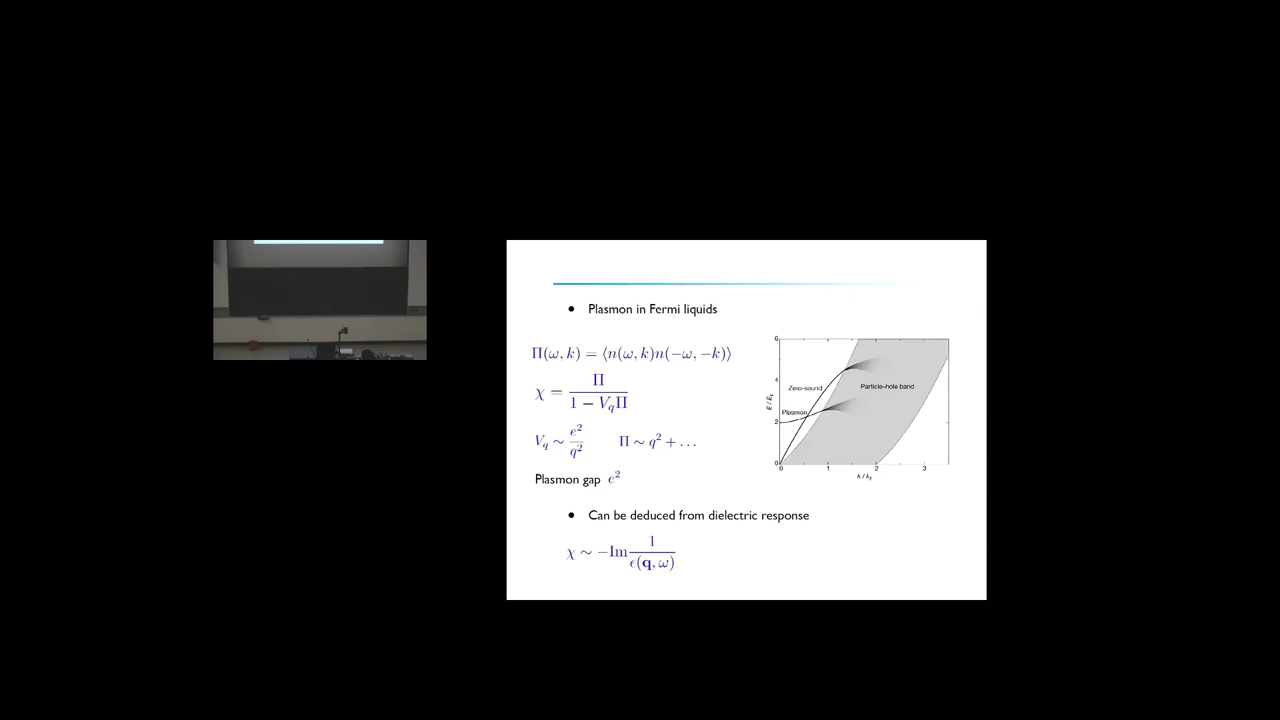 • Plasmon in Fermi liquids
Π(ω, k) = ⟨n(ω, k)n(−ω, −k)⟩
χ = Π / (1 − V_q Π)
V_q ∼ e² / q²    Π ∼ q² + . . .
Plasmon gap e²
6
4
2
0
E / E_F
Zero-sound
Particle–hole band
Plasmon
0 1 2 3
k / k_F
• Can be deduced from dielectric response
χ ∼ −Im 1 / ϵ(q, ω)